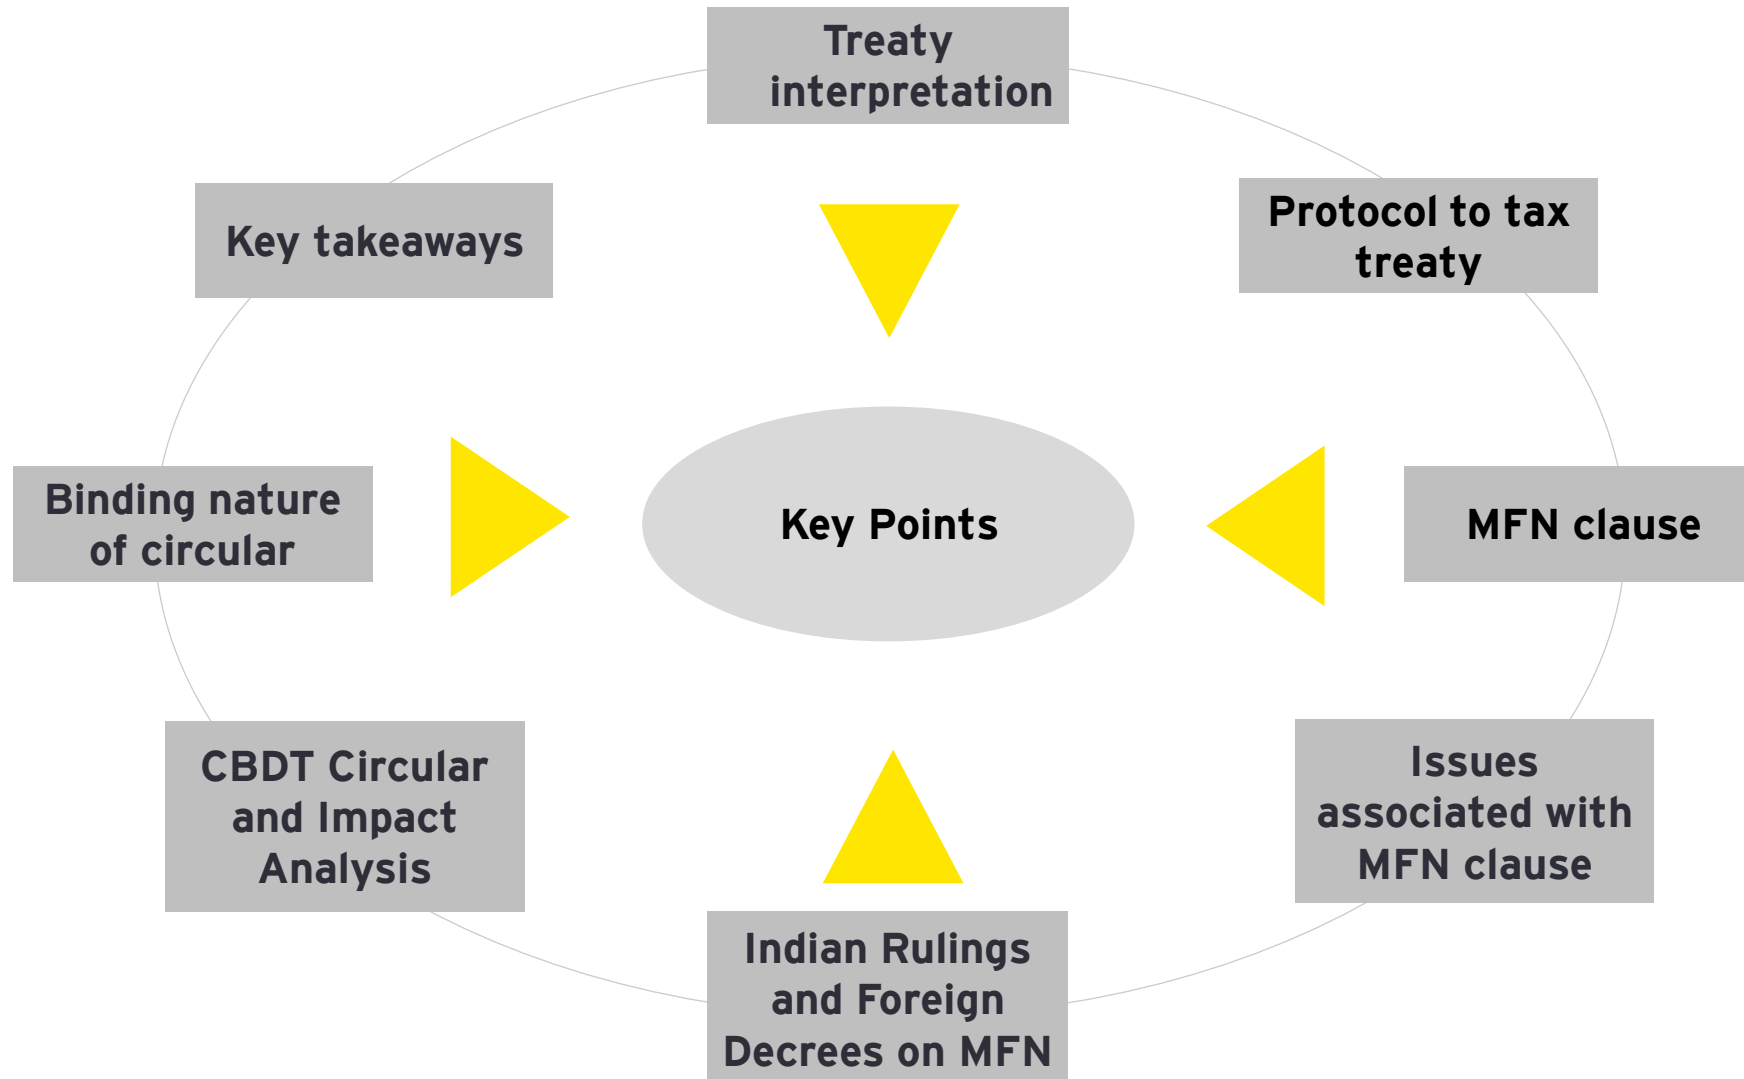 Treaty
interpretation
Protocol to tax
treaty
MFN clause
Issues
associated with
MFN clause
Indian Rulings
and Foreign
Decrees on MFN
CBDT Circular
and Impact
Analysis
Binding nature
of circular
Key takeaways
Key Points